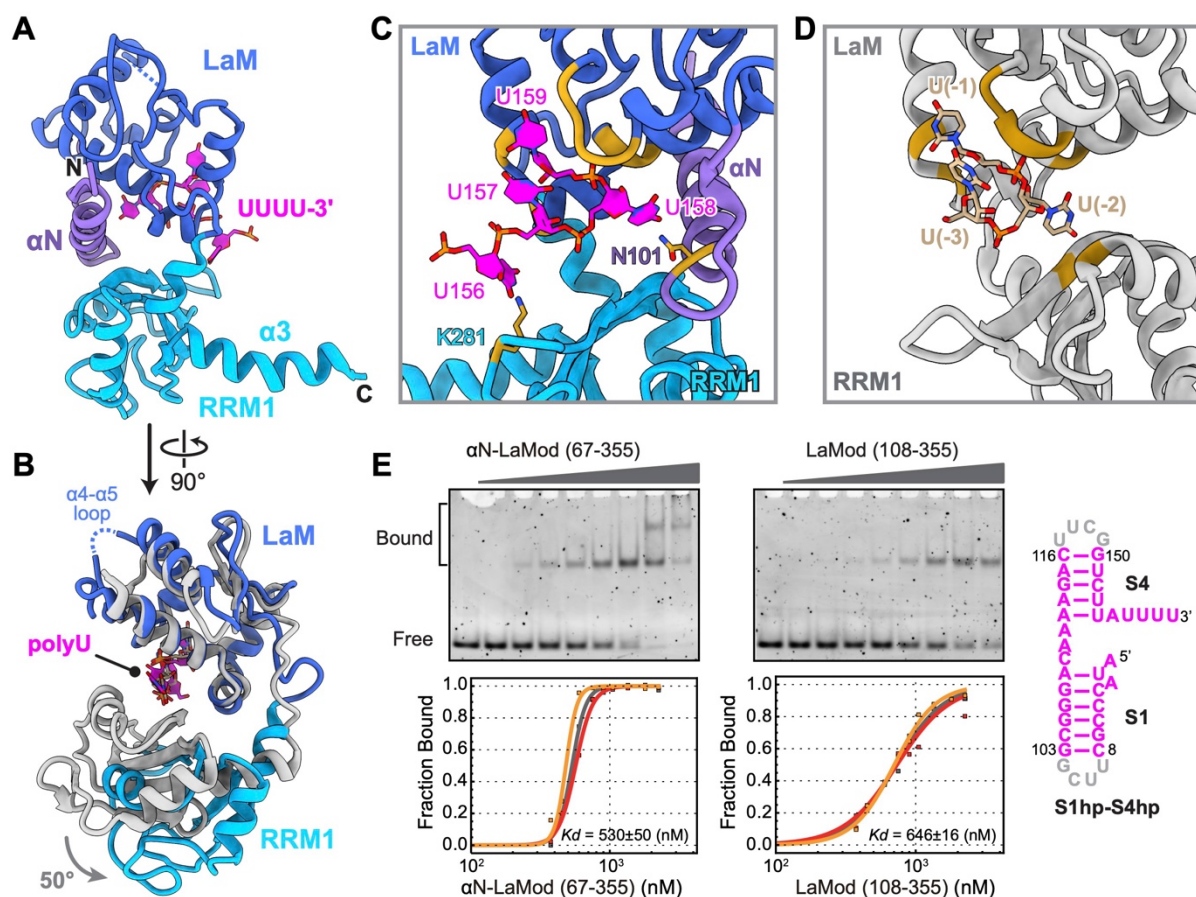 A
LaM
N
αN
UUUU-3'
α3
RRM1
C
90°
B
α4-α5
loop
LaM
polyU
RRM1
50°
C
LaM
U159
αN
U157
U158
N101
U156
K281
RRM1
D
LaM
U(-1)
U(-2)
U(-3)
RRM1
E
αN-LaMod (67-355)
LaMod (108-355)
Bound
Free
Fraction Bound
1.0
0.8
0.6
0.4
0.2
0.0
Kd = 530±50 (nM)
10²
10³
αN-LaMod (67-355) (nM)
Fraction Bound
1.0
0.8
0.6
0.4
0.2
0.0
Kd = 646±16 (nM)
10²
10³
LaMod (108-355) (nM)
U U C
U G
116 C – G 150
A – U
G – C
A – U
A – U A U U U U 3'
A
A
A 5'
C A
A – U
G – C
G – C
G – C
C – G
103 G – C 8
G U
C U
S4
S1
S1hp-S4hp